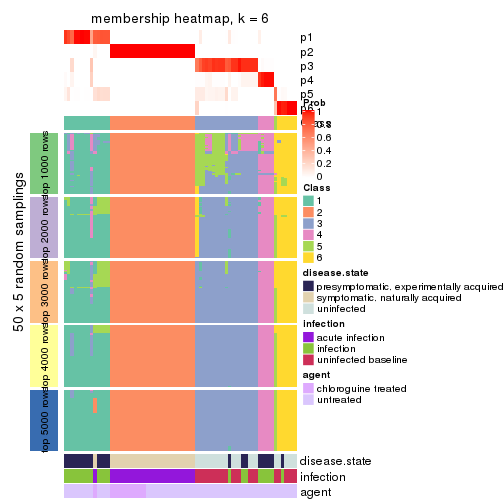 membership heatmap, k = 6
p1
p2
p3
p4
p5
p6
Prob
1
0.8
0.6
0.4
0.2
0
Class
Class
1
2
3
4
5
6
disease.state
presymptomatic, experimentally acquired
symptomatic, naturally acquired
uninfected
Infection
acute infection
infection
uninfected baseline
agent
chloroguine treated
untreated
50 x 5 random samplings
top 1000 rows
top 2000 rows
top 3000 rows
top 4000 rows
top 5000 rows
disease.state
infection
agent